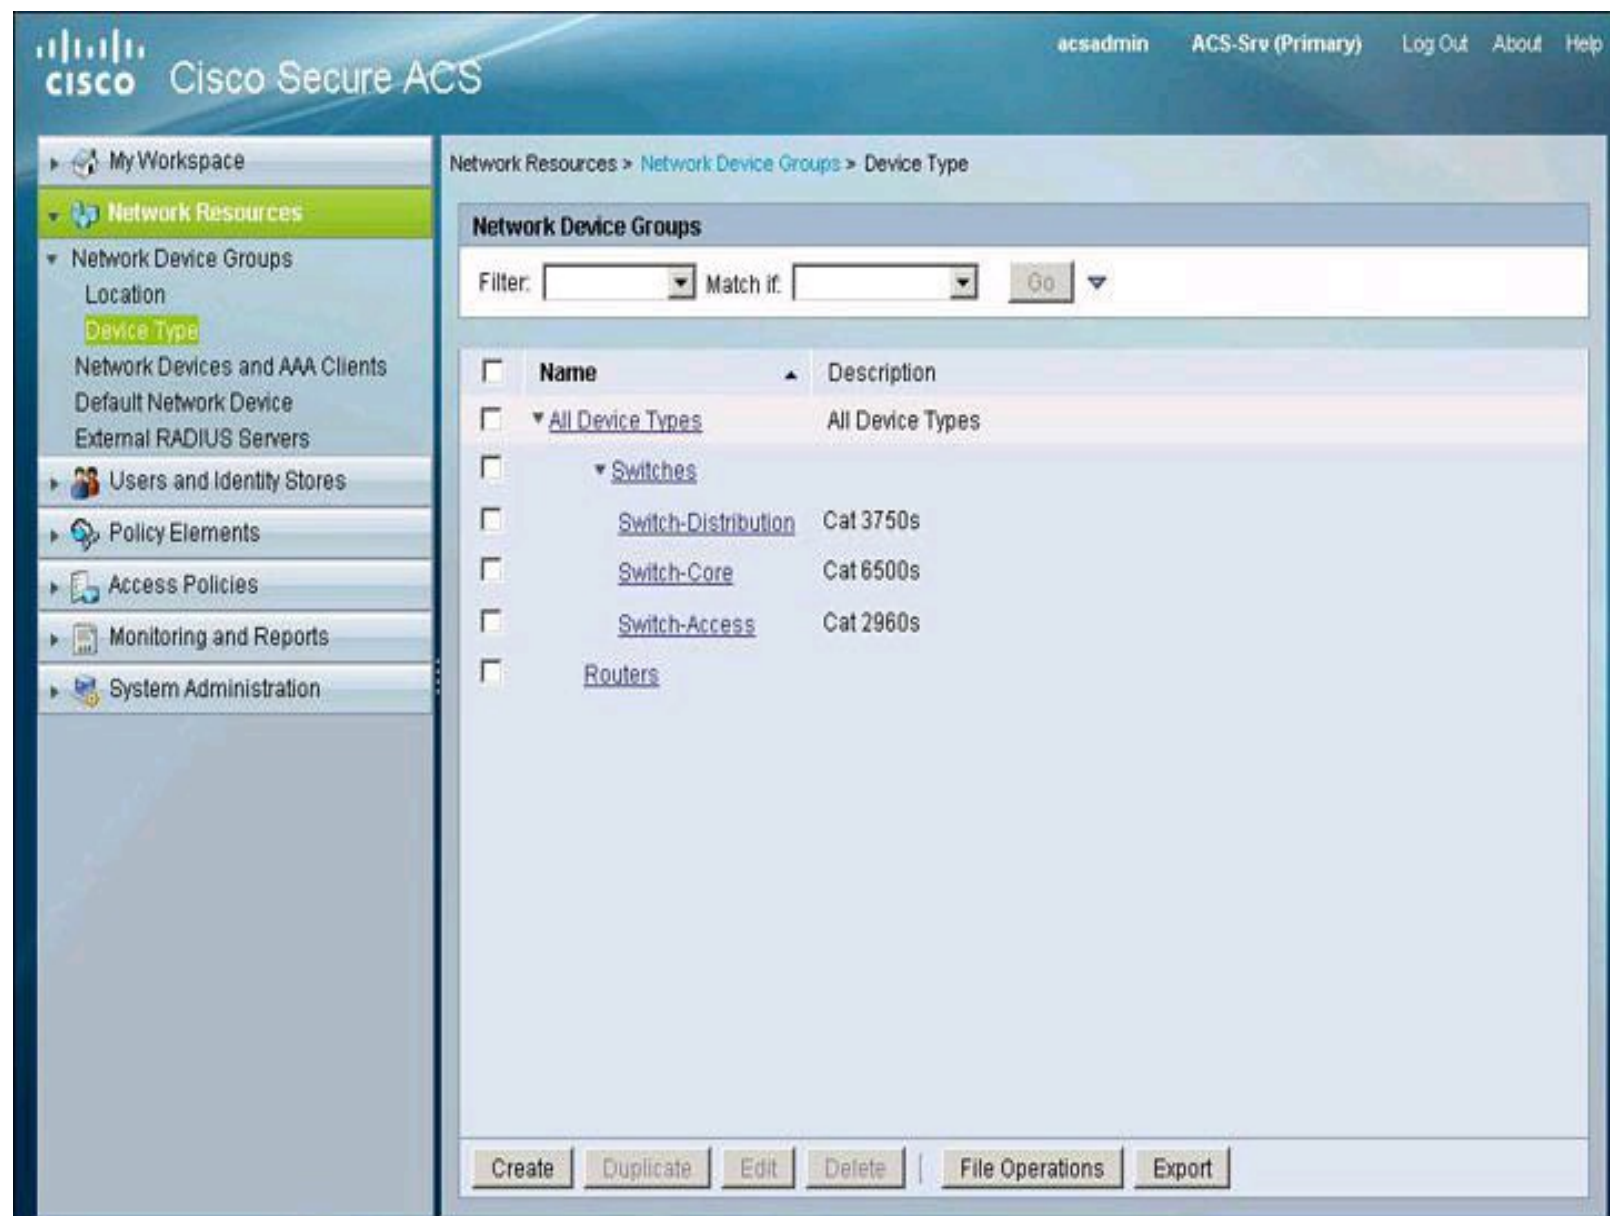 cisco Cisco Secure ACS
acsadmin ACS-Srv (Primary) Log Out About Help
My Workspace
Network Resources
Network Device Groups
Location
Device Type
Network Devices and AAA Clients
Default Network Device
External RADIUS Servers
Users and Identity Stores
Policy Elements
Access Policies
Monitoring and Reports
System Administration
Network Resources > Network Device Groups > Device Type
Network Device Groups
Filter: Match if: Go
Name Description
All Device Types All Device Types
Switches
Switch-Distribution Cat 3750s
Switch-Core Cat 6500s
Switch-Access Cat 2960s
Routers
Create Duplicate Edit Delete | File Operations Export